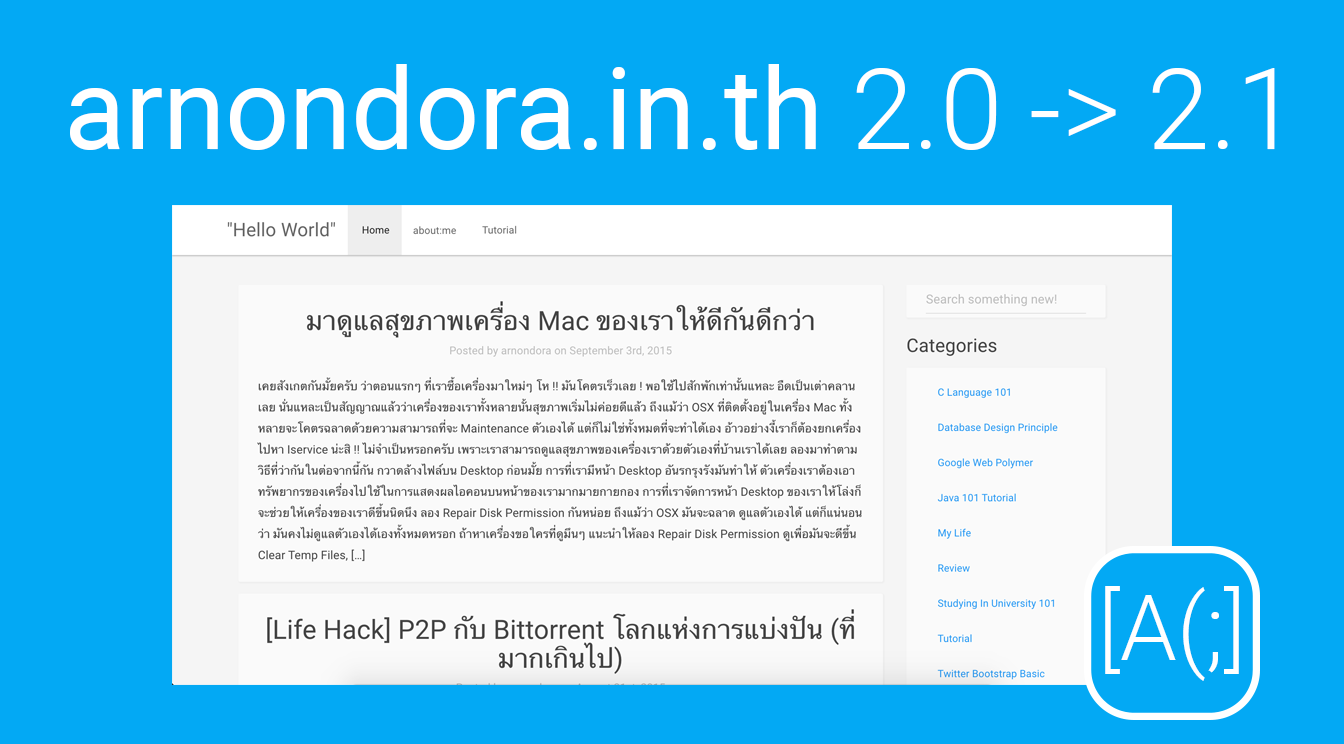 arnondora.in.th 2.0 -> 2.1
"Hello World" Home about:me Tutorial
มาดูแลสุขภาพเครื่อง Mac ของเราให้ดีกันดีกว่า
Posted by arnondora on September 3rd, 2015
เคยสังเกตกันมั้ยครับ ว่าตอนแรกๆ ที่เราซื้อเครื่องมาใหม่ๆ โห !! มันโคตรเร็วเลย ! พอใช้ไปสักพักเท่านั้นแหละ อืดเป็นเต่าคลาน
เลย นั่นแหละเป็นสัญญาณแล้วว่าเครื่องของเราทั้งหลายนั้นสุขภาพเริ่มไม่ค่อยดีแล้ว ถึงแม้ว่า OSX ที่ติดตั้งอยู่ในเครื่อง Mac ทั้ง
หลายจะโคตรฉลาดด้วยความสามารถที่จะ Maintenance ตัวเองได้ แต่ก็ไม่ใช่ทั้งหมดที่จะทำได้เอง อ้าวอย่างงี้เราก็ต้องยกเครื่อง
ไปหา Iservice น่ะสิ !! ไม่จำเป็นหรอกครับ เพราะเราสามารถดูแลสุขภาพของเครื่องเราด้วยตัวเองที่บ้านเราได้เลย ลองมาทำตาม
วิธีที่ว่ากันในต่อจากนี้กัน กวาดล้างไฟล์บน Desktop ก่อนมั้ย การที่เรามีหน้า Desktop อันรกรุงรังมันทำให้ ตัวเครื่องเราต้องเอา
ทรัพยากรของเครื่องไปใช้ในการแสดงผลไอคอนบนหน้าของเรามากมายก่ายกอง การที่เราจัดการหน้า Desktop ของเราให้โล่งก็
จะช่วยให้เครื่องของเราดีขึ้นนิดนึง ลอง Repair Disk Permission กันหน่อย ถึงแม้ว่า OSX มันจะฉลาด ดูแลตัวเองได้ แต่ก็แน่นอน
ว่า มันคงไม่ดูแลตัวเองได้เองทั้งหมดหรอก ถ้าหาเครื่องขอใครที่ดูมึนๆ แนะนำให้ลอง Repair Disk Permission ดูเพื่อมันจะดีขึ้น
Clear Temp Files, [...]
[Life Hack] P2P กับ Bittorrent โลกแห่งการแบ่งปัน (ที่
มากเกินไป)
Search something new!
Categories
C Language 101
Database Design Principle
Google Web Polymer
Java 101 Tutorial
My Life
Review
Studying In University 101
Tutorial
Twitter Bootstrap Basic
[A(;]